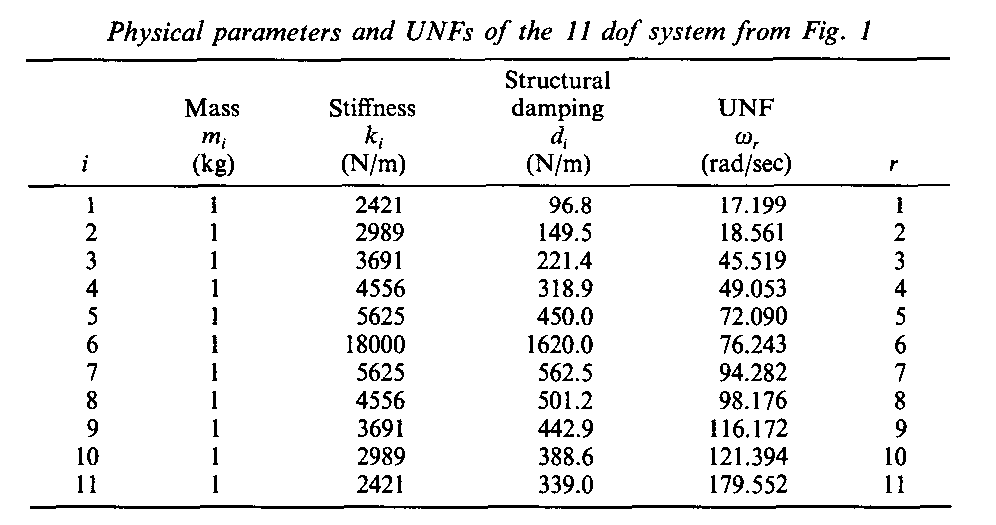 Physical parameters and UNFs of the 11 dof system from Fig. 1
Structural
Mass Stiffness damping UNF
mᵢ kᵢ dᵢ ωᵣ
i (kg) (N/m) (N/m) (rad/sec) r
1 1 2421 96.8 17.199 1
2 1 2989 149.5 18.561 2
3 1 3691 221.4 45.519 3
4 1 4556 318.9 49.053 4
5 1 5625 450.0 72.090 5
6 1 18000 1620.0 76.243 6
7 1 5625 562.5 94.282 7
8 1 4556 501.2 98.176 8
9 1 3691 442.9 116.172 9
10 1 2989 388.6 121.394 10
11 1 2421 339.0 179.552 11